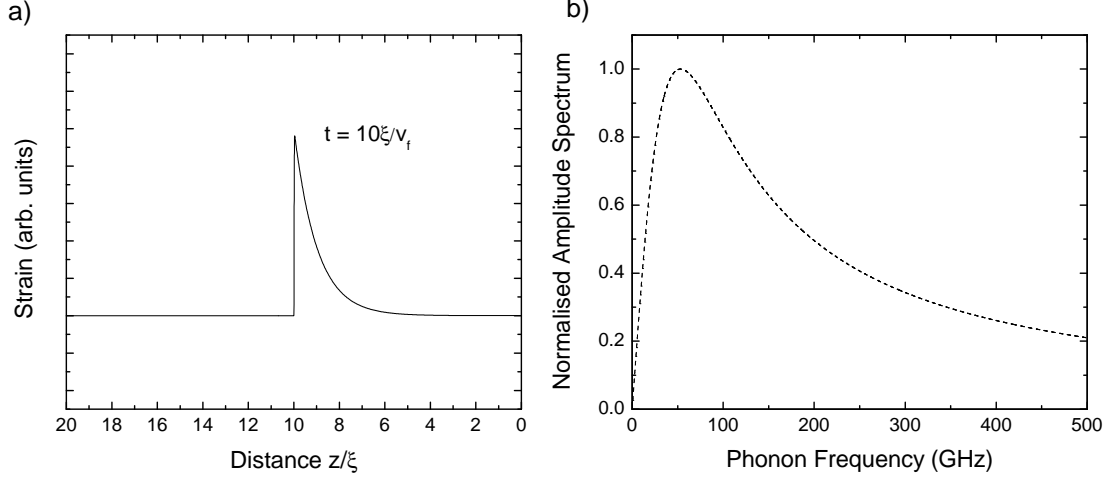 a)
Strain (arb. units)
t = 10ξ/v_f
20 18 16 14 12 10 8 6 4 2 0
Distance z/ξ
b)
Normalised Amplitude Spectrum
1.0
0.8
0.6
0.4
0.2
0.0
0 100 200 300 400 500
Phonon Frequency (GHz)